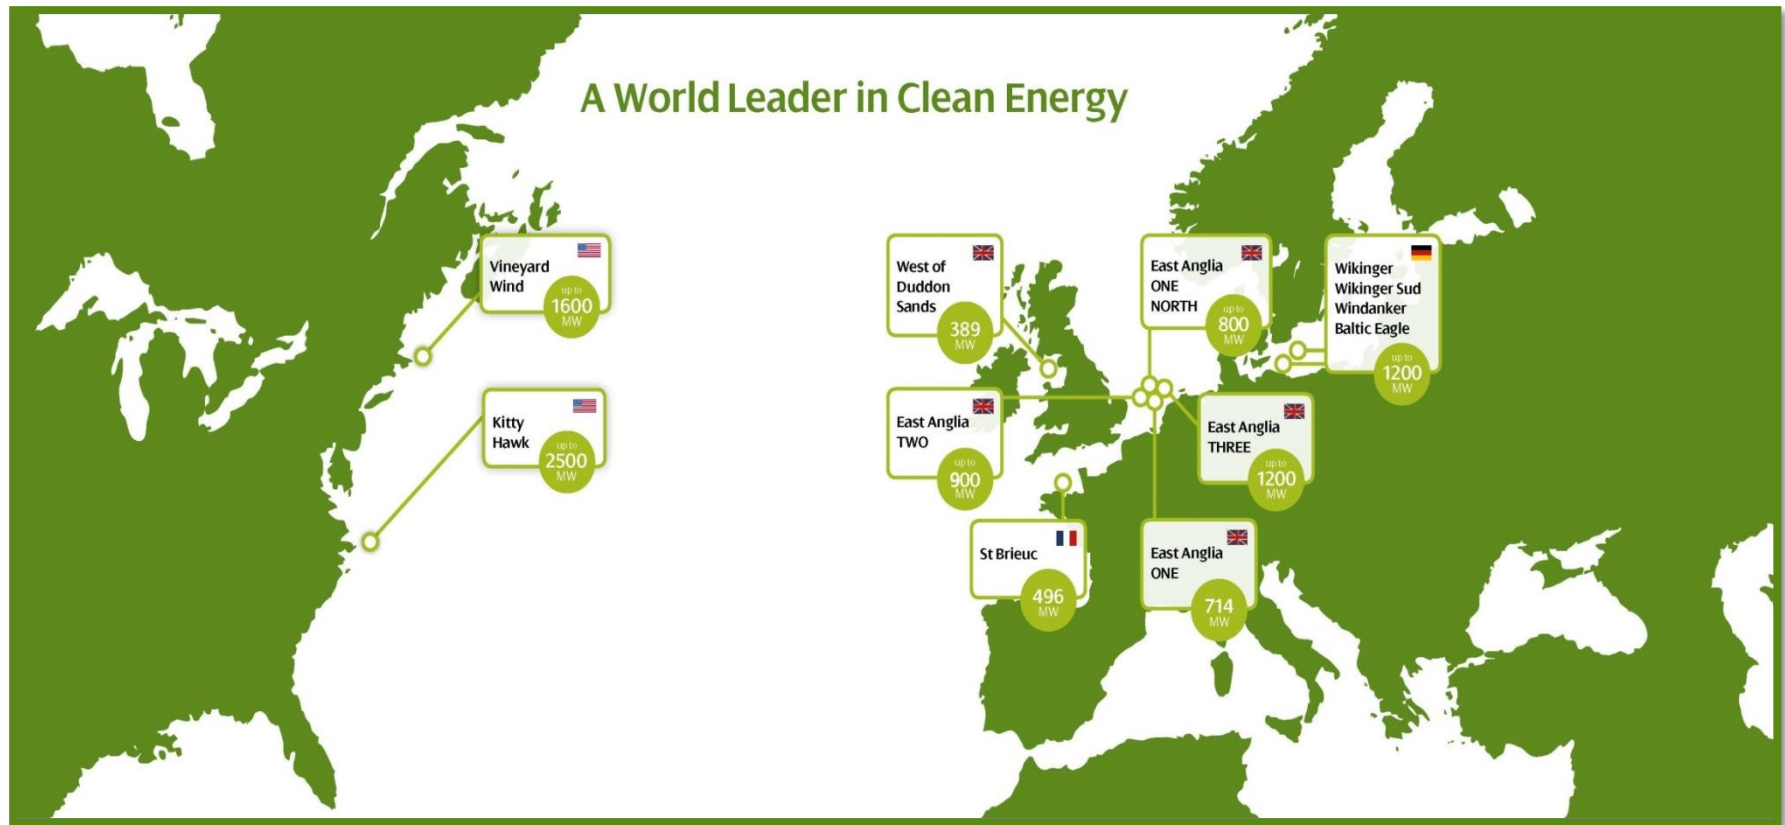 A World Leader in Clean Energy
Vineyard
Wind
up to
1600
MW
Kitty
Hawk
up to
2500
MW
West of
Duddon
Sands
389
MW
East Anglia
TWO
up to
900
MW
St Brieuc
496
MW
East Anglia
ONE
NORTH
up to
800
MW
East Anglia
THREE
up to
1200
MW
East Anglia
ONE
714
MW
Wikinger
Wikinger Sud
Windanker
Baltic Eagle
up to
1200
MW